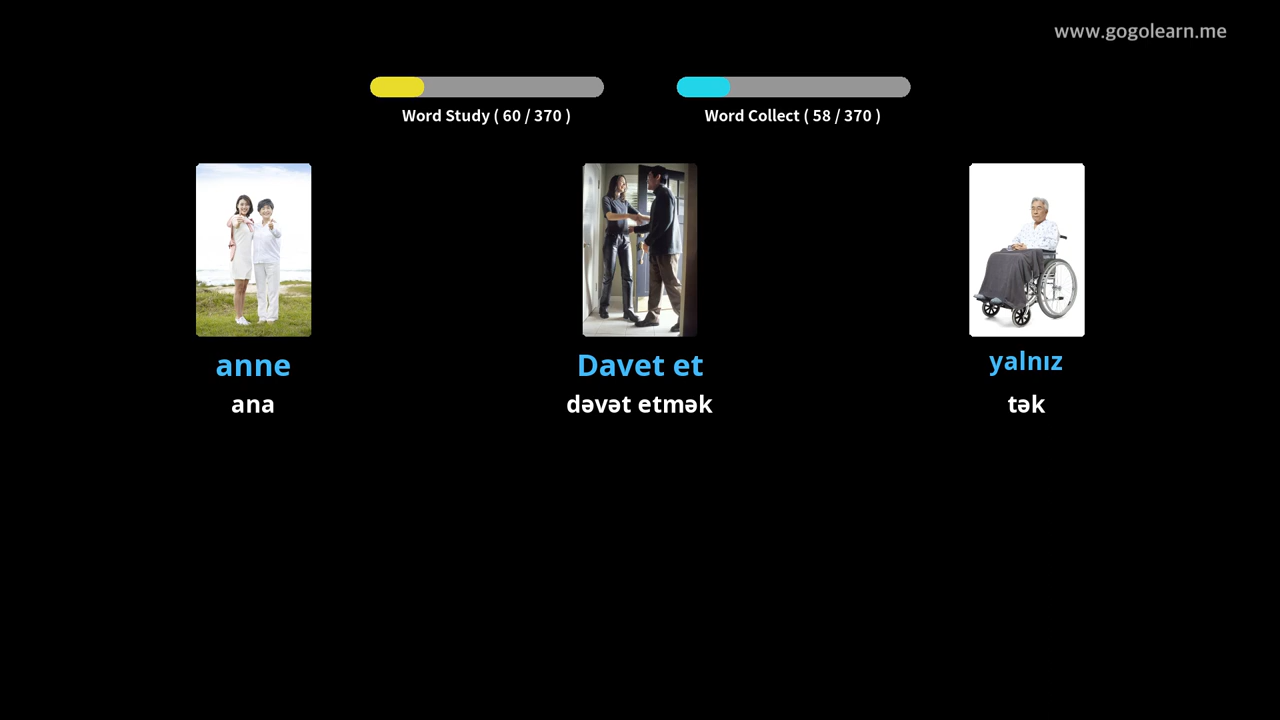 www.gogolearn.me
Word Study ( 60 / 370 )
Word Collect ( 58 / 370 )
anne
Davet et
yalnız
ana
dəvət etmək
tək